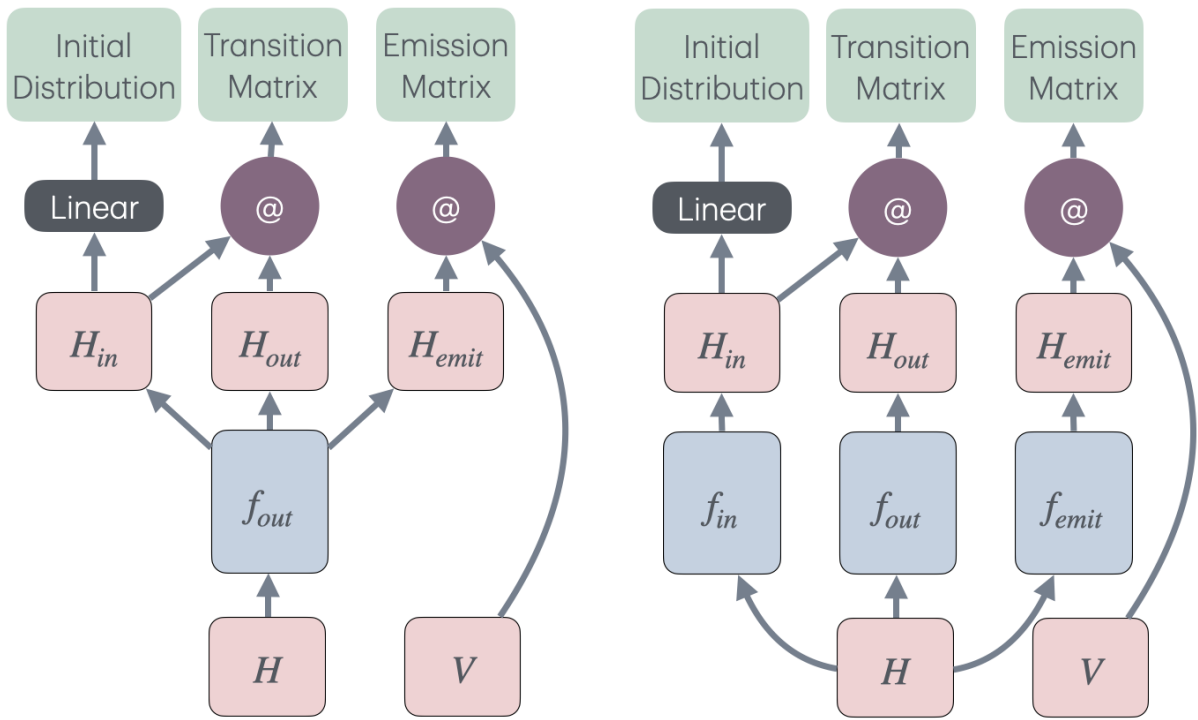 Initial
Distribution
Transition
Matrix
Emission
Matrix
Linear
@
@
H_in
H_out
H_emit
f_out
H
V
Initial
Distribution
Transition
Matrix
Emission
Matrix
Linear
@
@
H_in
H_out
H_emit
f_in
f_out
f_emit
H
V